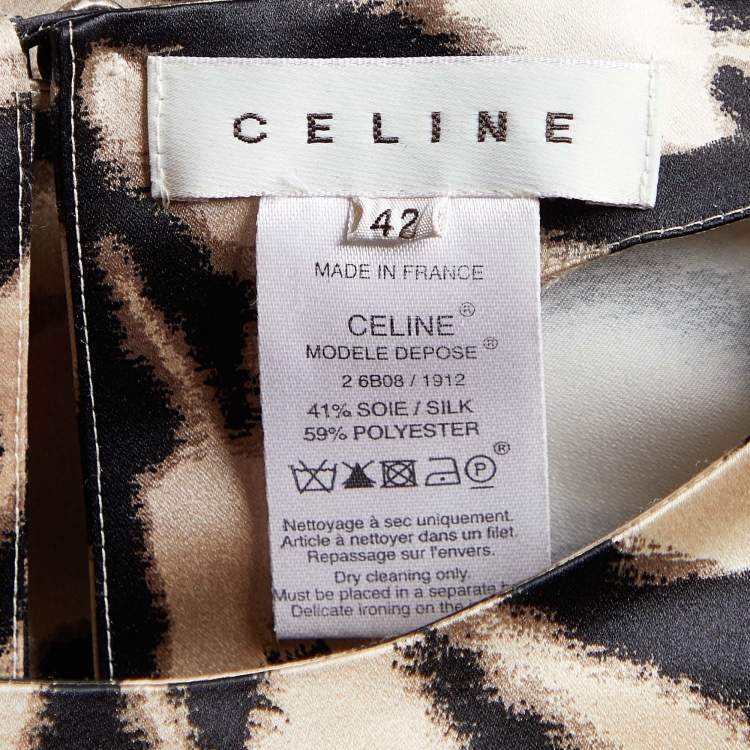 CELINE
42
MADE IN FRANCE
CELINE®
MODELE DEPOSE®
2 6B08 / 1912
41% SOIE / SILK
59% POLYESTER
P ®
Nettoyage à sec uniquement.
Article à nettoyer dans un filet.
Repassage sur l'envers.
Dry cleaning only.
Must be placed in a separate
Delicate ironing on the